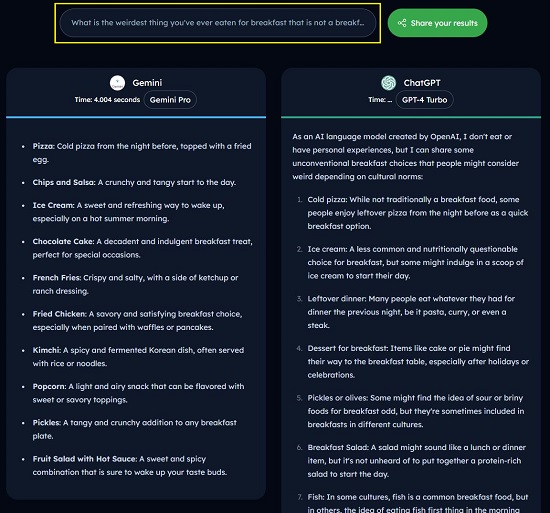 What is the weirdest thing you've ever eaten for breakfast that is not a breakf...
Share your results
Gemini
Time: 4.004 seconds Gemini Pro
• Pizza: Cold pizza from the night before, topped with a fried
egg.
• Chips and Salsa: A crunchy and tangy start to the day.
• Ice Cream: A sweet and refreshing way to wake up,
especially on a hot summer morning.
• Chocolate Cake: A decadent and indulgent breakfast treat,
perfect for special occasions.
• French Fries: Crispy and salty, with a side of ketchup or
ranch dressing.
• Fried Chicken: A savory and satisfying breakfast choice,
especially when paired with waffles or pancakes.
• Kimchi: A spicy and fermented Korean dish, often served
with rice or noodles.
• Popcorn: A light and airy snack that can be flavored with
sweet or savory toppings.
• Pickles: A tangy and crunchy addition to any breakfast
plate.
• Fruit Salad with Hot Sauce: A sweet and spicy
combination that is sure to wake up your taste buds.
ChatGPT
Time: ... GPT-4 Turbo
As an AI language model created by OpenAI, I don't eat or
have personal experiences, but I can share some
unconventional breakfast choices that people might consider
weird depending on cultural norms:
1. Cold pizza: While not traditionally a breakfast food, some
people enjoy leftover pizza from the night before as a quick
breakfast option.
2. Ice cream: A less common and nutritionally questionable
choice for breakfast, but some might indulge in a scoop of
ice cream to start their day.
3. Leftover dinner: Many people eat whatever they had for
dinner the previous night, be it pasta, curry, or even a
steak.
4. Dessert for breakfast: Items like cake or pie might find
their way to the breakfast table, especially after holidays or
celebrations.
5. Pickles or olives: Some might find the idea of sour or briny
foods for breakfast odd, but they're sometimes included in
breakfasts in different cultures.
6. Breakfast Salad: A salad might sound like a lunch or dinner
item, but it's not unheard of to put together a protein-rich
salad to start the day.
7. Fish: In some cultures, fish is a common breakfast food, but
in others, the idea of eating fish first thing in the morning